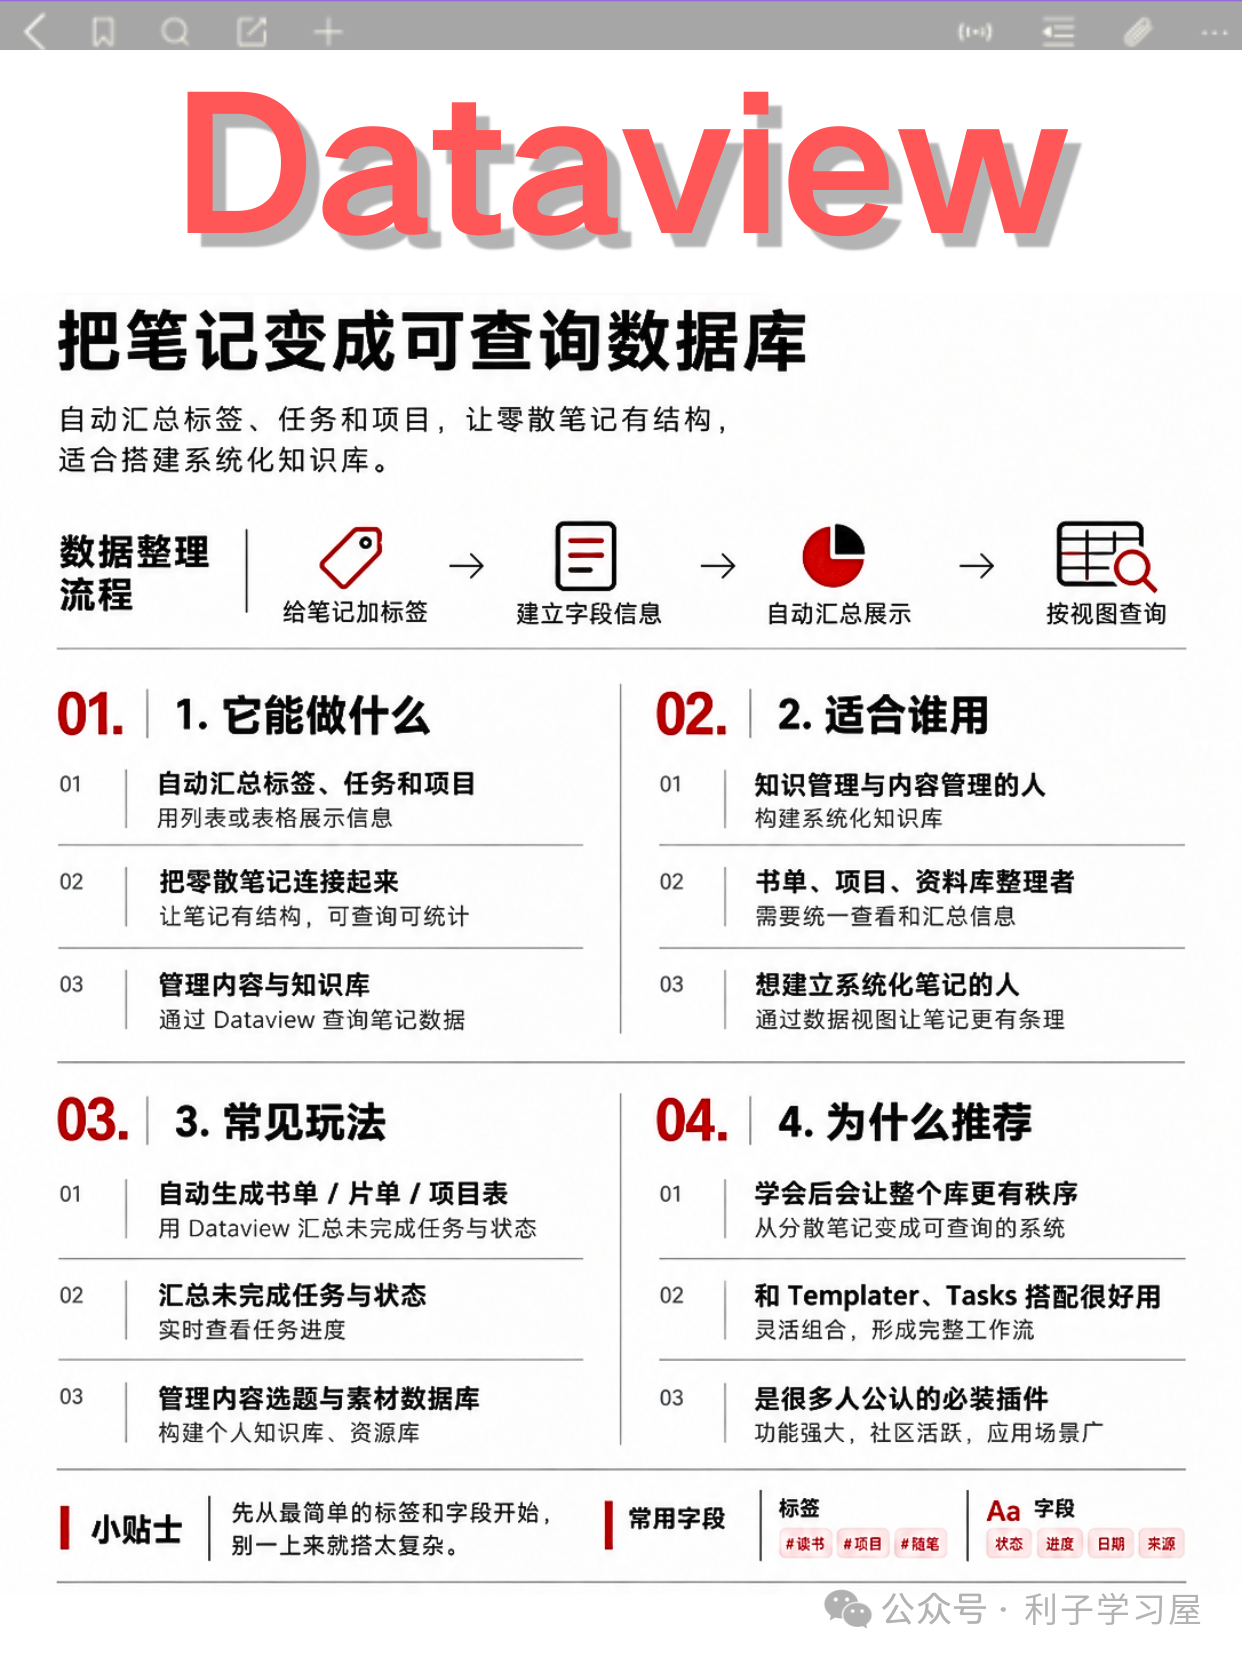 Dataview
把笔记变成可查询数据库
自动汇总标签、任务和项目，让零散笔记有结构，
适合搭建系统化知识库。
数据整理
流程
给笔记加标签
建立字段信息
自动汇总展示
按视图查询
01.
1. 它能做什么
01
自动汇总标签、任务和项目
用列表或表格展示信息
02
把零散笔记连接起来
让笔记有结构，可查询可统计
03
管理内容与知识库
通过 Dataview 查询笔记数据
02.
2. 适合谁用
01
知识管理与内容管理的人
构建系统化知识库
02
书单、项目、资料库整理者
需要统一查看和汇总信息
03
想建立系统化笔记的人
通过数据视图让笔记更有条理
03.
3. 常见玩法
01
自动生成书单 / 片单 / 项目表
用 Dataview 汇总未完成任务与状态
02
汇总未完成任务与状态
实时查看任务进度
03
管理内容选题与素材数据库
构建个人知识库、资源库
04.
4. 为什么推荐
01
学会后会让整个库更有秩序
从分散笔记变成可查询的系统
02
和 Templater、Tasks 搭配很好用
灵活组合，形成完整工作流
03
是很多人公认的必装插件
功能强大，社区活跃，应用场景广
小贴士
先从最简单的标签和字段开始，
别一上来就搭太复杂。
常用字段
标签
#读书 #项目 #随笔
Aa 字段
状态 进度 日期 来源
公众号 · 利子学习屋